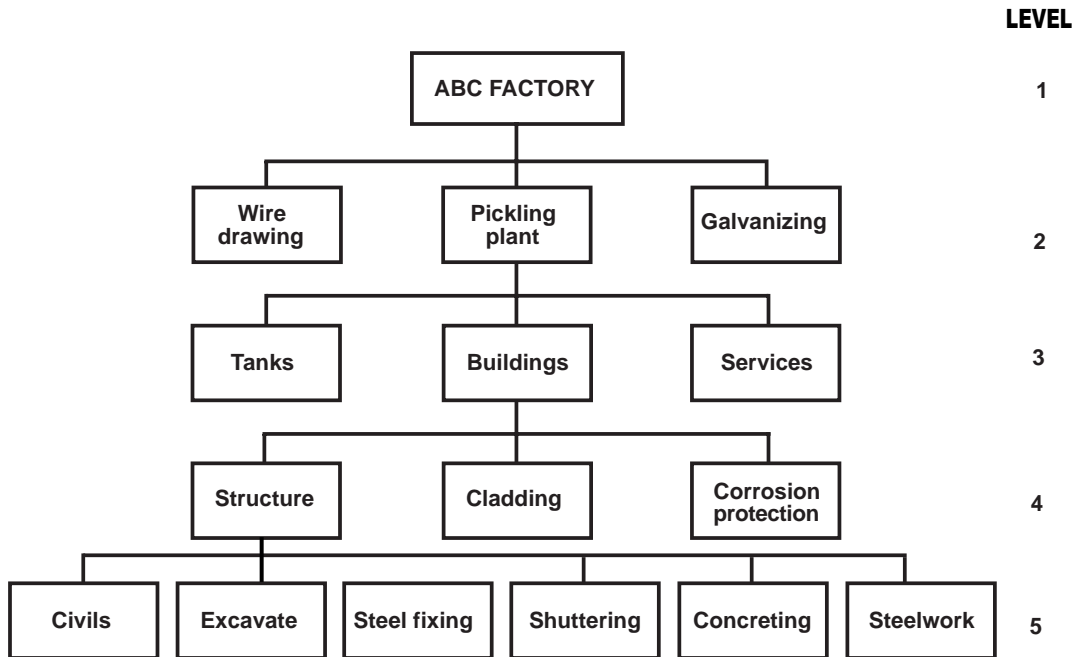 LEVEL
ABC FACTORY
1
Wire
drawing
Pickling
plant
Galvanizing
2
Tanks
Buildings
Services
3
Structure
Cladding
Corrosion
protection
4
Civils
Excavate
Steel fixing
Shuttering
Concreting
Steelwork
5